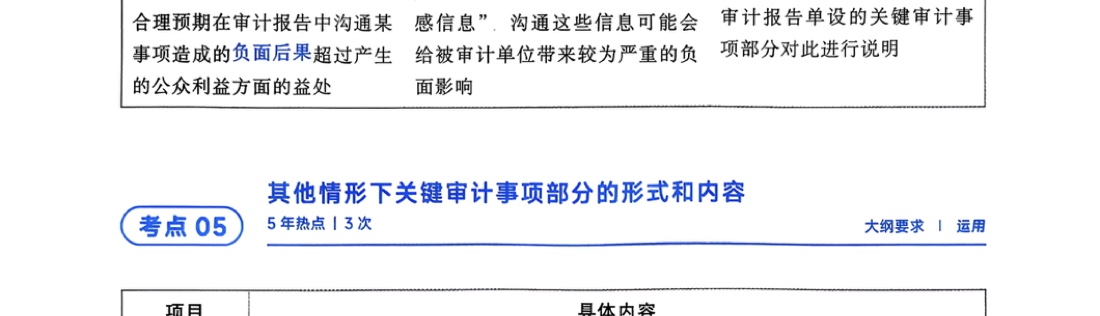 合理预期在审计报告中沟通某
事项造成的负面后果超过产生
的公众利益方面的益处
感信息”．沟通这些信息可能会
给被审计单位带来较为严重的负
面影响
审计报告单设的关键审计事
项部分对此进行说明
考点 05
其他情形下关键审计事项部分的形式和内容
5 年热点 | 3 次
大纲要求 | 运用
项目
具体内容